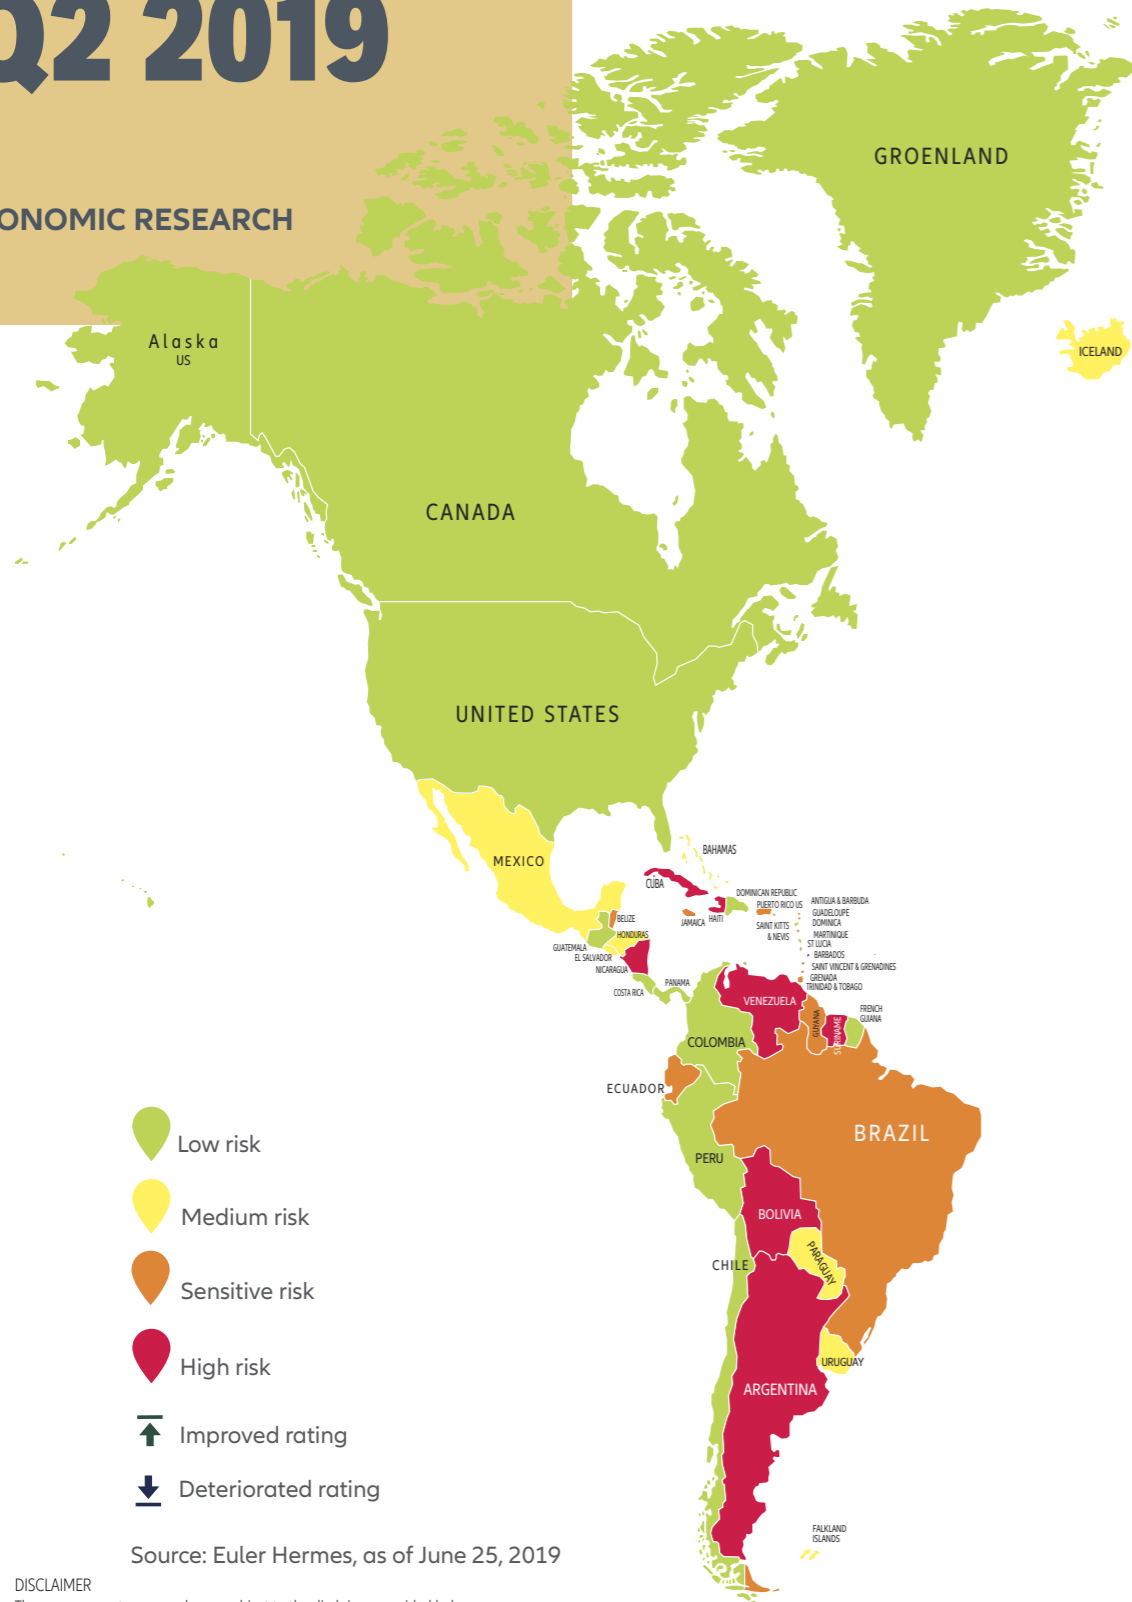 Q2 2019
ONOMIC RESEARCH
GROENLAND
Alaska
US
ICELAND
CANADA
UNITED STATES
MEXICO
BAHAMAS
CUBA
DOMINICAN REPUBLIC
PUERTO RICO US
JAMAICA
HAITI
SAINT KITTS
& NEVIS
ANTIGUA & BARBUDA
GUADELOUPE
DOMINICA
MARTINIQUE
ST LUCIA
BARBADOS
SAINT VINCENT & GRENADINES
GRENADA
TRINIDAD & TOBAGO
BELIZE
HONDURAS
GUATEMALA
EL SALVADOR
NICARAGUA
COSTA RICA
PANAMA
VENEZUELA
GUYANA
SURINAME
FRENCH
GUIANA
COLOMBIA
ECUADOR
BRAZIL
PERU
BOLIVIA
PARAGUAY
CHILE
URUGUAY
ARGENTINA
FALKLAND
ISLANDS
Low risk
Medium risk
Sensitive risk
High risk
Improved rating
Deteriorated rating
Source: Euler Hermes, as of June 25, 2019
DISCLAIMER